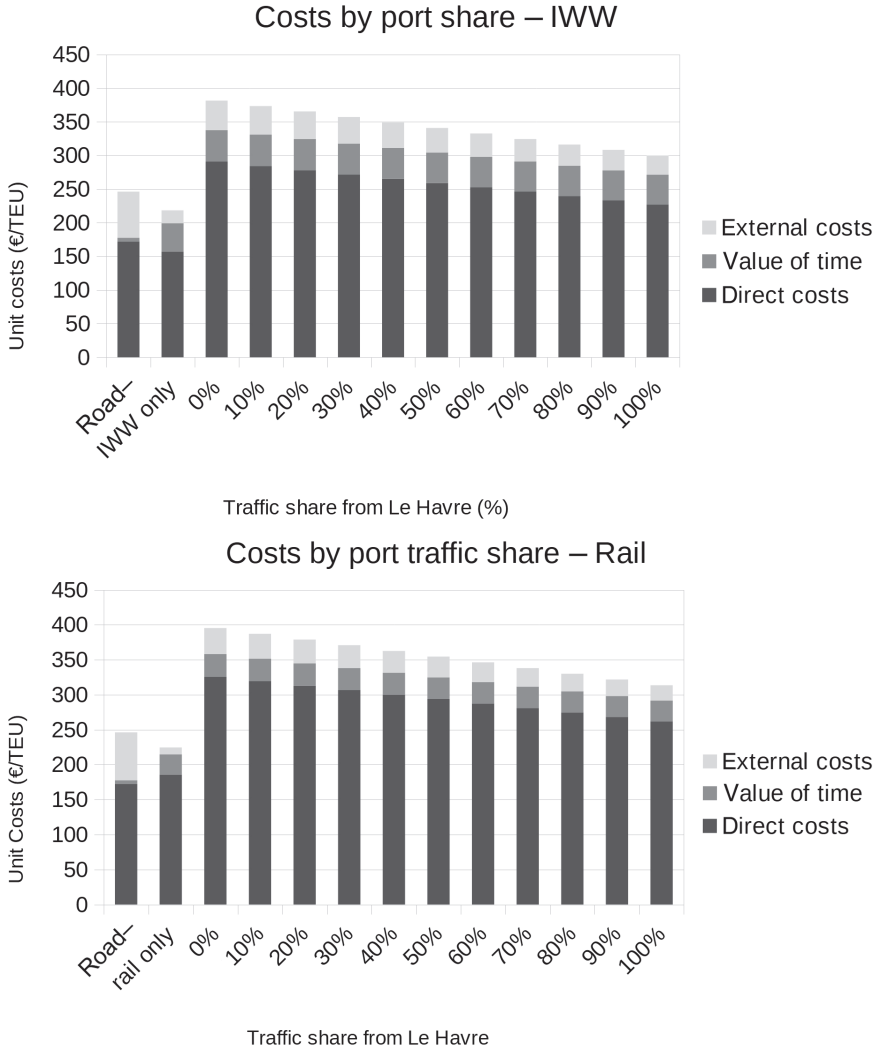 Costs by port share – IWW
Unit costs (€/TEU)
450
400
350
300
250
200
150
100
50
0
Road–
IWW only
0%
10%
20%
30%
40%
50%
60%
70%
80%
90%
100%
Traffic share from Le Havre (%)
External costs
Value of time
Direct costs
Costs by port traffic share – Rail
Unit Costs (€/TEU)
450
400
350
300
250
200
150
100
50
0
Road–
rail only
0%
10%
20%
30%
40%
50%
60%
70%
80%
90%
100%
Traffic share from Le Havre
External costs
Value of time
Direct costs